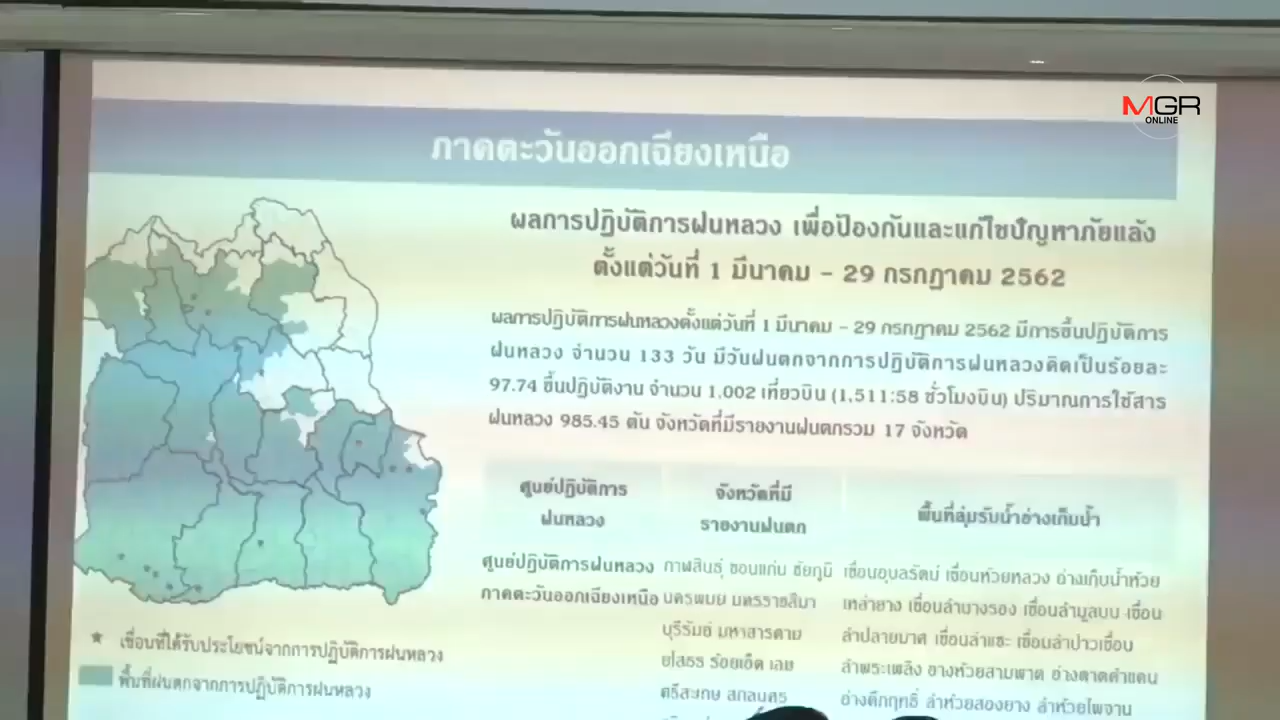 MGR
ONLINE
ภาคตะวันออกเฉียงเหนือ
ผลการปฏิบัติการฝนหลวง เพื่อป้องกันและแก้ไขปัญหาภัยแล้ง
ตั้งแต่วันที่ 1 มีนาคม - 29 กรกฎาคม 2562
ผลการปฏิบัติการฝนหลวงตั้งแต่วันที่ 1 มีนาคม - 29 กรกฎาคม 2562 มีการขึ้นปฏิบัติการ
ฝนหลวง จำนวน 133 วัน มีวันฝนตกจากการปฏิบัติการฝนหลวงคิดเป็นร้อยละ
97.74 ขึ้นปฏิบัติงาน จำนวน 1,002 เที่ยวบิน (1,511:58 ชั่วโมงบิน) ปริมาณการใช้สาร
ฝนหลวง 985.45 ตัน จังหวัดที่มีรายงานฝนตกรวม 17 จังหวัด
ศูนย์ปฏิบัติการ
ฝนหลวง
จังหวัดที่มี
รายงานฝนตก
พื้นที่ลุ่มรับน้ำอ่างเก็บน้ำ
ศูนย์ปฏิบัติการฝนหลวง
ภาคตะวันออกเฉียงเหนือ
กาฬสินธุ์ ขอนแก่น ชัยภูมิ
นครพนม นครราชสีมา
บุรีรัมย์ มหาสารคาม
ยโสธร ร้อยเอ็ด เลย
ศรีสะเกษ สกลนคร
เขื่อนอุบลรัตน์ เขื่อนห้วยหลวง อ่างเก็บน้ำห้วย
เหล่ายาง เขื่อนลำนางรอง เขื่อนลำมูลบน เขื่อน
ลำปลายมาศ เขื่อนลำแชะ เขื่อนลำปาวเขื่อน
ลำพระเพลิง ยางห้วยสามพาด อ่างดาดคำแคน
อ่างตึกฤทธิ์ ลำห้วยสองยาง ลำห้วยไพจาน
★ เขื่อนที่ได้รับประโยชน์จากการปฏิบัติการฝนหลวง
พื้นที่ฝนตกจากการปฏิบัติการฝนหลวง